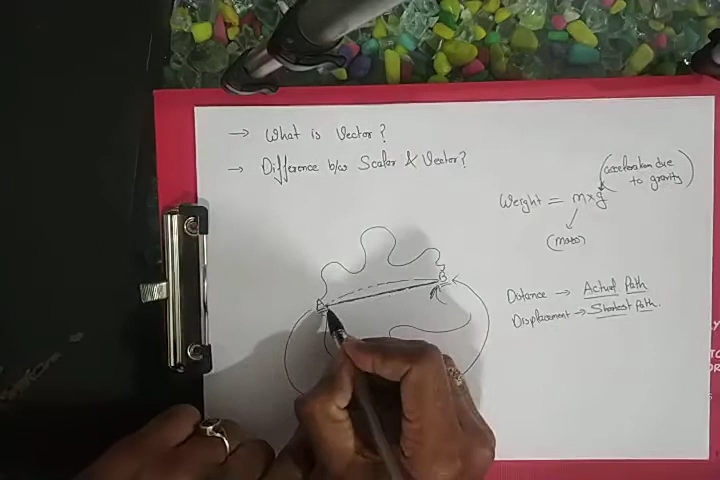 → What is Vector?
→ Difference b/w Scalar & Vector?
(acceleration due to gravity)
Weight = m×g
(mass)
A
B
Distance → Actual Path
Displacement → Shortest Path.